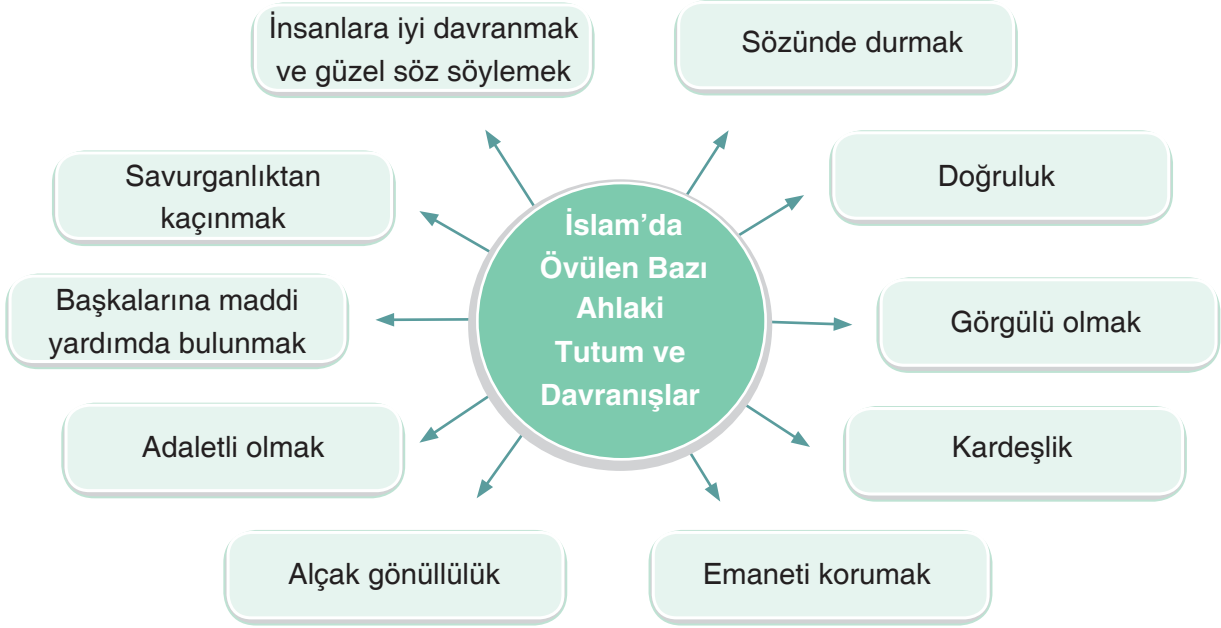 İnsanlara iyi davranmak
ve güzel söz söylemek
Sözünde durmak
Savurganlıktan
kaçınmak
Doğruluk
İslam’da
Övülen Bazı
Ahlaki
Tutum ve
Davranışlar
Başkalarına maddi
yardımda bulunmak
Görgülü olmak
Adaletli olmak
Kardeşlik
Alçak gönüllülük
Emaneti korumak